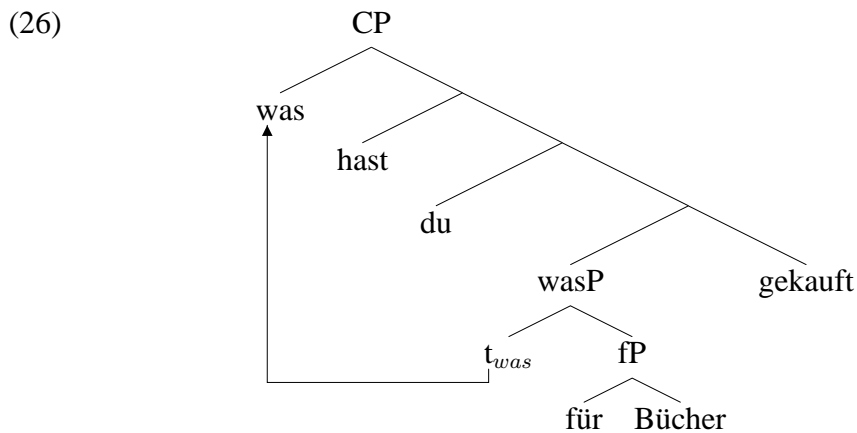 (26) CP
was
hast
du
wasP gekauft
t_was fP
für Bücher